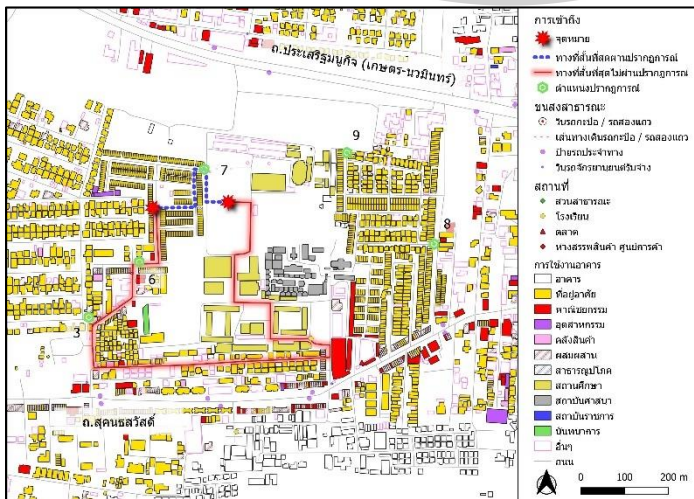 ถ.ประเสริฐมนูกิจ (เกษตร-นวมินทร์)
9
7
8
6
3
ถ.สุคนธสวัสดิ์
การเข้าถึง
จุดหมาย
ทางที่สั้นที่สุดผ่านปรากฏการณ์
ทางที่สั้นที่สุดไม่ผ่านปรากฏการณ์
ตำแหน่งปรากฏการณ์
ขนส่งสาธารณะ
วินรถกะป๊อ / รถสองแถว
เส้นทางเดินรถกะป๊อ / รถสองแถว
ป้ายรถประจำทาง
วินรถจักรยานยนต์รับจ้าง
สถานที่
สวนสาธารณะ
โรงเรียน
ตลาด
ห้างสรรพสินค้า ศูนย์การค้า
การใช้งานอาคาร
อาคาร
ที่อยู่อาศัย
พาณิชยกรรม
อุตสาหกรรม
คลังสินค้า
ผสมผสาน
สาธารณูปโภค
สถานศึกษา
สถาบันศาสนา
สถาบันราชการ
นันทนาการ
อื่นๆ
ถนน
0 100 200 m